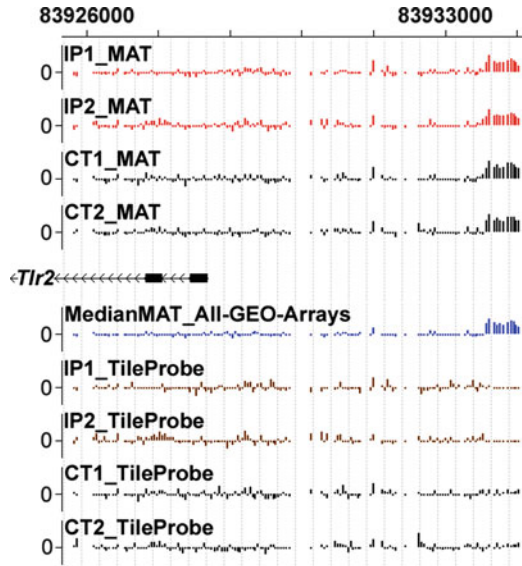 83926000 83933000
IP1_MAT
0
IP2_MAT
0
CT1_MAT
0
CT2_MAT
0
Tlr2
MedianMAT_All-GEO-Arrays
0
IP1_TileProbe
0
IP2_TileProbe
0
CT1_TileProbe
0
CT2_TileProbe
0